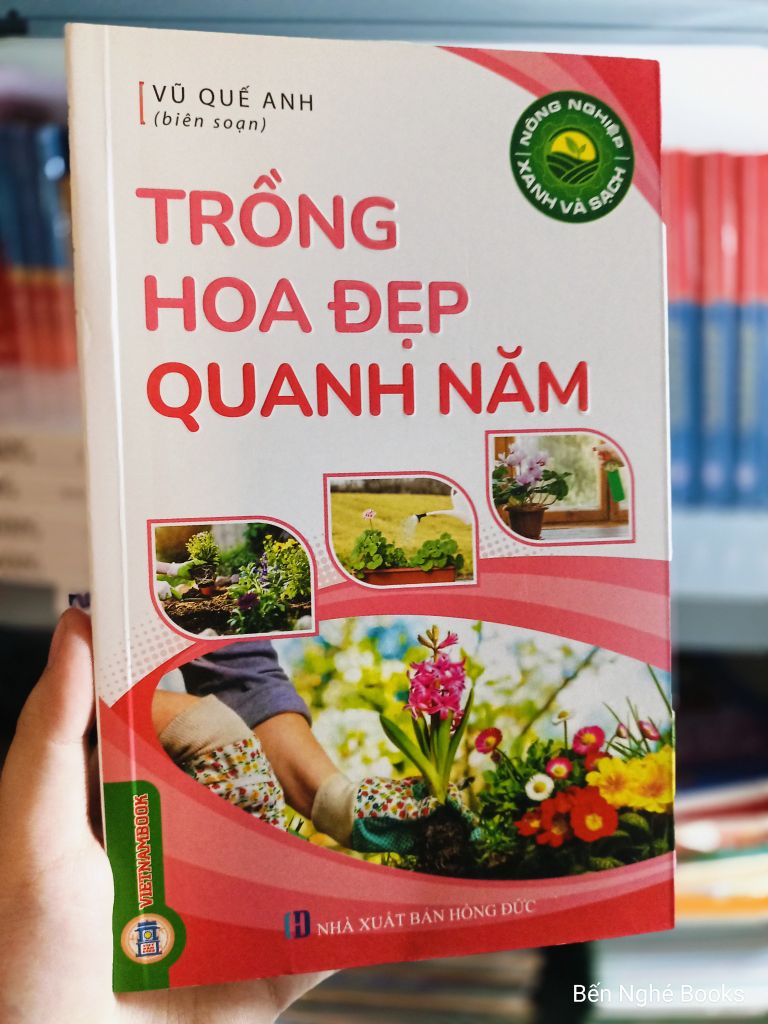 VŨ QUẾ ANH
(biên soạn)
NÔNG NGHIỆP
XANH VÀ SẠCH
TRỒNG
HOA ĐẸP
QUANH NĂM
VIETNAMBOOK
NHÀ XUẤT BẢN HỒNG ĐỨC
Bến Nghé Books